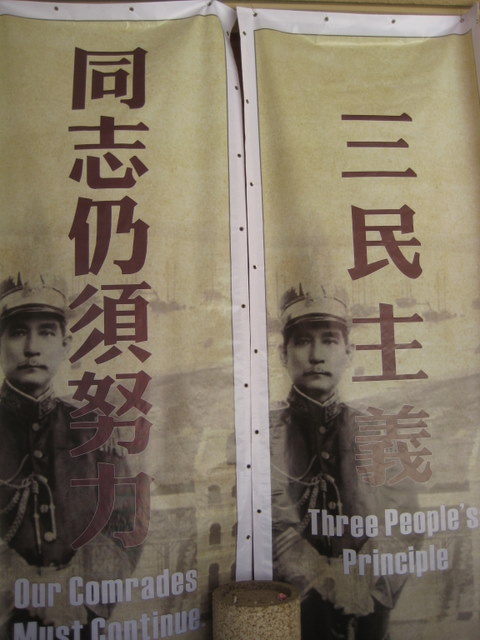 同志仍須努力
Our Comrades
Must Continue
三民主義
Three People's
Principle